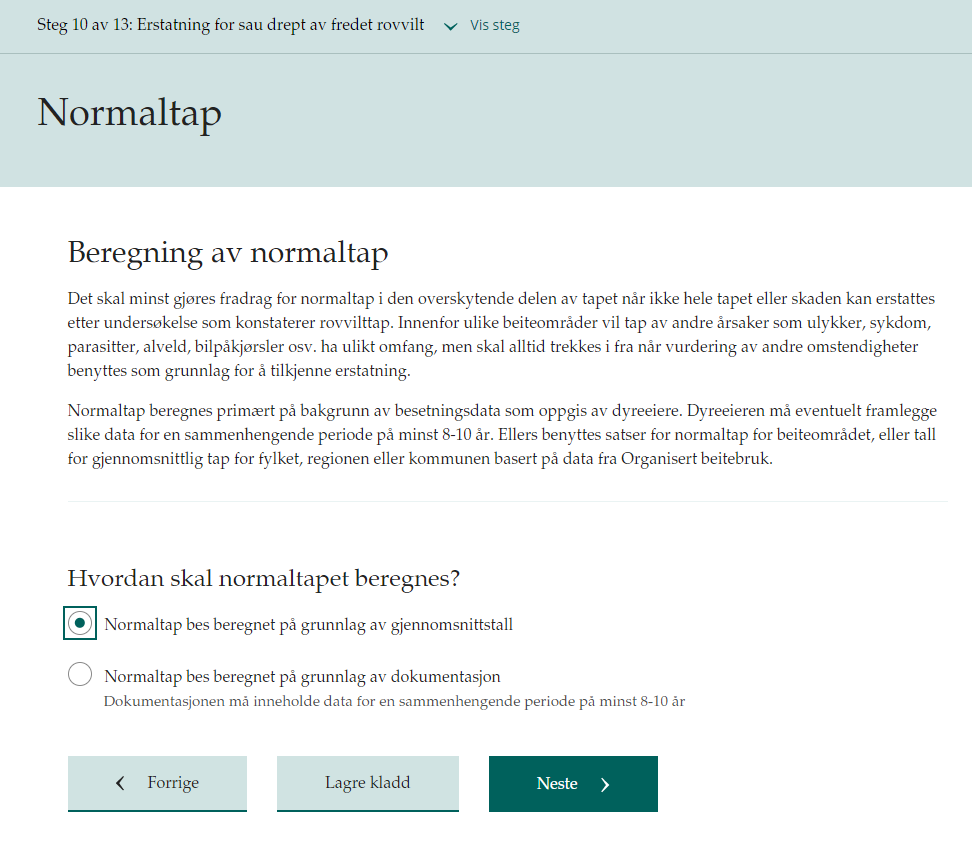 Steg 10 av 13: Erstatning for sau drept av fredet rovvilt Vis steg
Normaltap
Beregning av normaltap
Det skal minst gjøres fradrag for normaltap i den overskytende delen av tapet når ikke hele tapet eller skaden kan erstattes
etter undersøkelse som konstaterer rovvilttap. Innenfor ulike beiteområder vil tap av andre årsaker som ulykker, sykdom,
parasitter, alveld, bilpåkjørsler osv. ha ulikt omfang, men skal alltid trekkes i fra når vurdering av andre omstendigheter
benyttes som grunnlag for å tilkjenne erstatning.
Normaltap beregnes primært på bakgrunn av besetningsdata som oppgis av dyreeiere. Dyreeieren må eventuelt framlegge
slike data for en sammenhengende periode på minst 8-10 år. Ellers benyttes satser for normaltap for beiteområdet, eller tall
for gjennomsnittlig tap for fylket, regionen eller kommunen basert på data fra Organisert beitebruk.
Hvordan skal normaltapet beregnes?
Normaltap bes beregnet på grunnlag av gjennomsnittstall
Normaltap bes beregnet på grunnlag av dokumentasjon
Dokumentasjonen må inneholde data for en sammenhengende periode på minst 8-10 år
Forrige Lagre kladd Neste